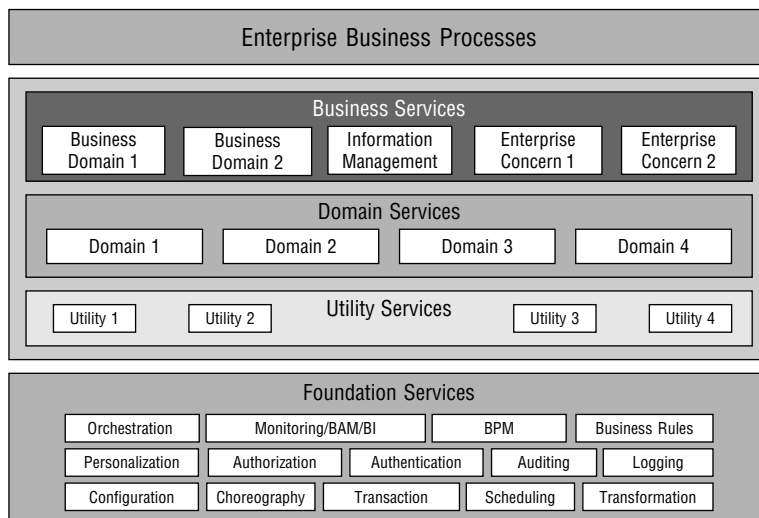 Enterprise Business Processes
Business Services
Business
Domain 1
Business
Domain 2
Information
Management
Enterprise
Concern 1
Enterprise
Concern 2
Domain Services
Domain 1
Domain 2
Domain 3
Domain 4
Utility Services
Utility 1
Utility 2
Utility 3
Utility 4
Foundation Services
Orchestration
Monitoring/BAM/BI
BPM
Business Rules
Personalization
Authorization
Authentication
Auditing
Logging
Configuration
Choreography
Transaction
Scheduling
Transformation